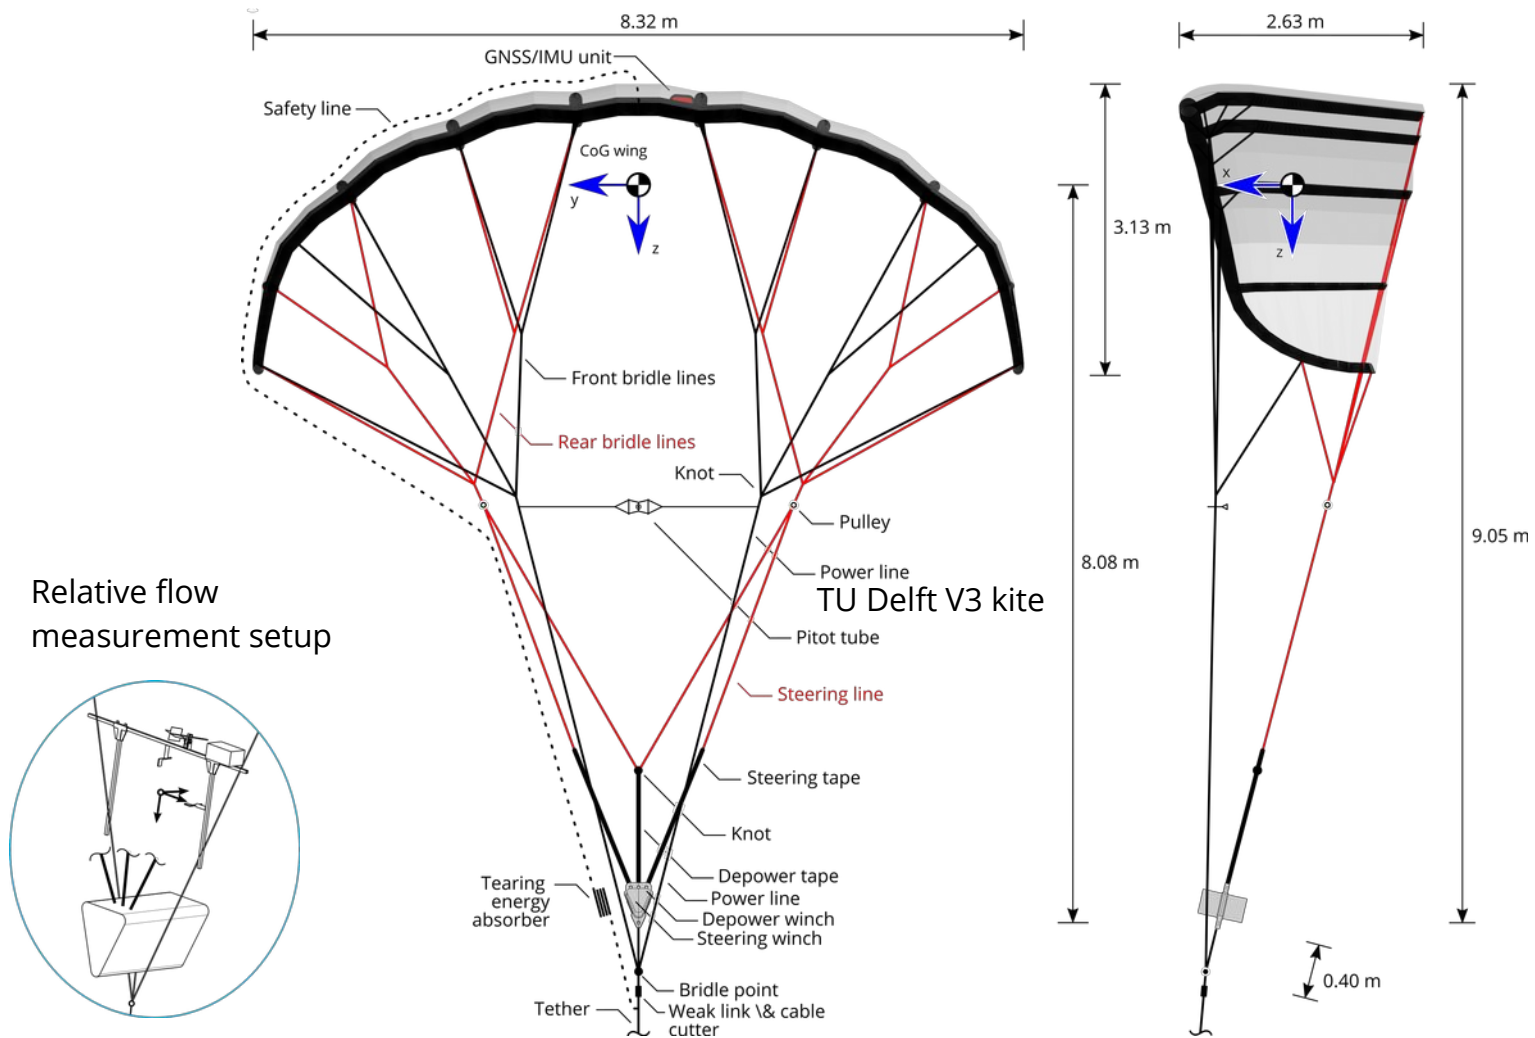 8.32 m
2.63 m
GNSS/IMU unit
Safety line
CoG wing
y
z
x
z
3.13 m
Front bridle lines
Rear bridle lines
Knot
Pulley
Power line
TU Delft V3 kite
Pitot tube
8.08 m
9.05 m
Relative flow
measurement setup
Steering line
Steering tape
Knot
Depower tape
Tearing
energy
absorber
Power line
Depower winch
Steering winch
0.40 m
Bridle point
Tether
Weak link \& cable
cutter